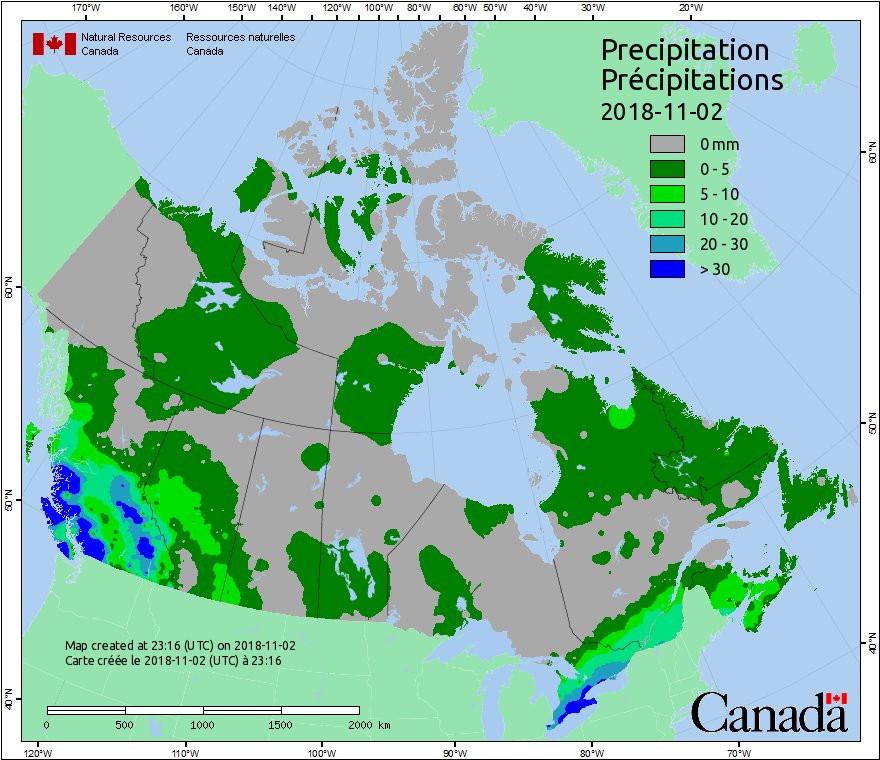 170°W 160°W 150°W 140°W 130°W 120°W 110°W 100°W 90°W 80°W 60°W 50°W 40°W 30°W 20°W
Natural Resources Ressources naturelles
Canada Canada
Precipitation
Précipitations
2018-11-02
0 mm
0 - 5
5 - 10
10 - 20
20 - 30
> 30
60°N 60°N
50°N 50°N
40°N 40°N
Map created at 23:16 (UTC) on 2018-11-02
Carte créée le 2018-11-02 (UTC) à 23:16
0 500 1000 1500 2000 km
Canada
120°W 110°W 100°W 90°W 80°W 70°W